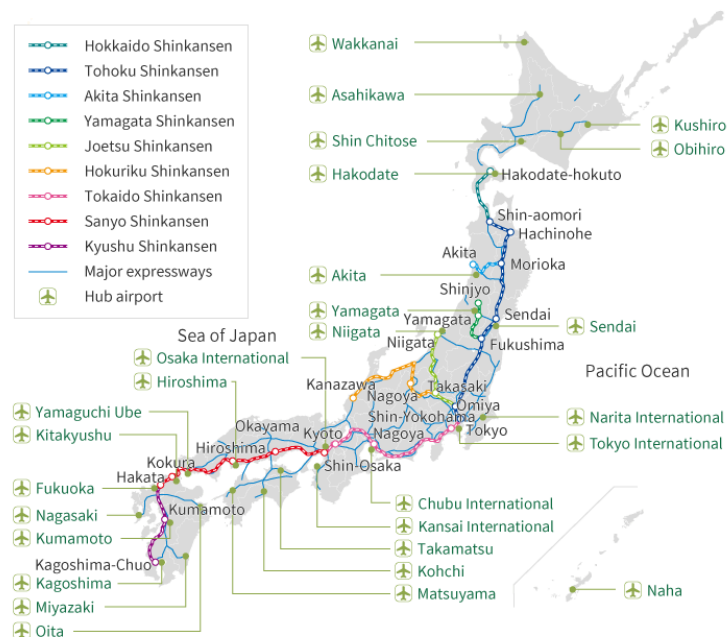 Hokkaido Shinkansen
Tohoku Shinkansen
Akita Shinkansen
Yamagata Shinkansen
Joetsu Shinkansen
Hokuriku Shinkansen
Tokaido Shinkansen
Sanyo Shinkansen
Kyushu Shinkansen
Major expressways
Hub airport
Wakkanai
Asahikawa
Shin Chitose
Hakodate
Kushiro
Obihiro
Hakodate-hokuto
Shin-aomori
Hachinohe
Akita
Morioka
Akita
Shinjyo
Yamagata
Niigata
Yamagata
Niigata
Sendai
Sendai
Fukushima
Sea of Japan
Pacific Ocean
Osaka International
Hiroshima
Kanazawa
Nagoya
Takasaki
Omiya
Shin-Yokohama
Nagoya
Tokyo
Narita International
Tokyo International
Yamaguchi Ube
Kitakyushu
Okayama
Hiroshima
Kyoto
Shin-Osaka
Kokura
Hakata
Fukuoka
Nagasaki
Kumamoto
Kumamoto
Kagoshima-Chuo
Kagoshima
Miyazaki
Oita
Chubu International
Kansai International
Takamatsu
Kohchi
Matsuyama
Naha